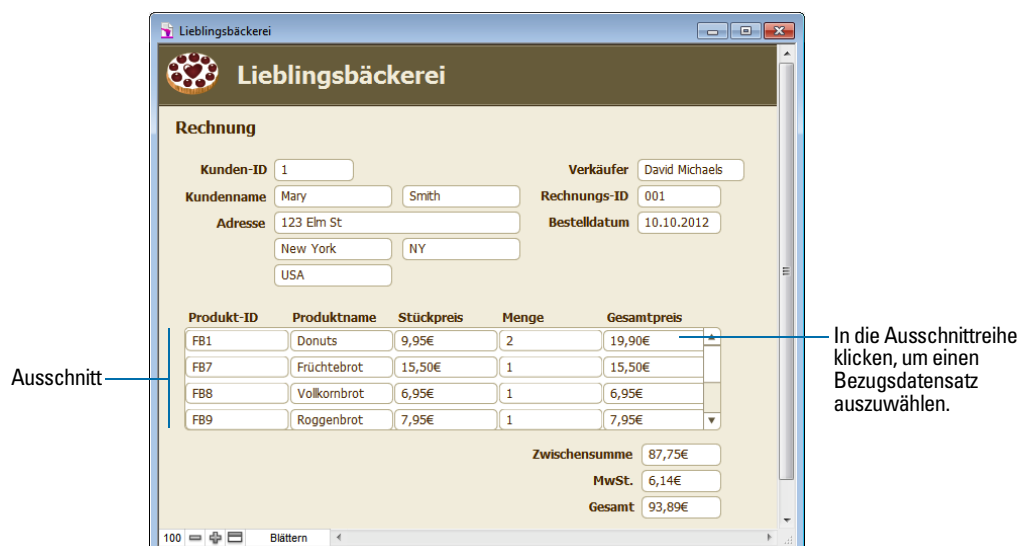 Lieblingsbäckerei
Lieblingsbäckerei
Rechnung
Kunden-ID 1
Verkäufer David Michaels
Kundenname Mary Smith
Rechnungs-ID 001
Adresse 123 Elm St
Bestelldatum 10.10.2012
New York NY
USA
Produkt-ID Produktname Stückpreis Menge Gesamtpreis
FB1 Donuts 9,95€ 2 19,90€
FB7 Früchtebrot 15,50€ 1 15,50€
FB8 Vollkornbrot 6,95€ 1 6,95€
FB9 Roggenbrot 7,95€ 1 7,95€
Zwischensumme 87,75€
MwSt. 6,14€
Gesamt 93,89€
100 Blättern
Ausschnitt
In die Ausschnittreihe
klicken, um einen
Bezugsdatensatz
auszuwählen.